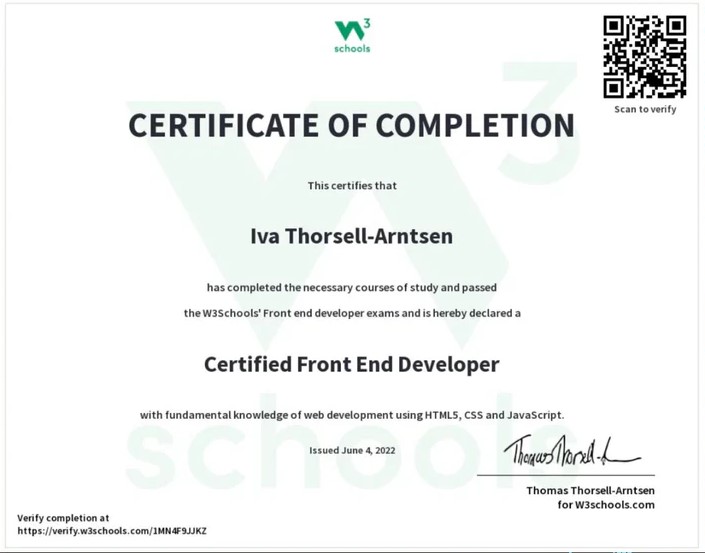 W3
schools
Scan to verify
CERTIFICATE OF COMPLETION
This certifies that
Iva Thorsell-Arntsen
has completed the necessary courses of study and passed
the W3Schools' Front end developer exams and is hereby declared a
Certified Front End Developer
with fundamental knowledge of web development using HTML5, CSS and JavaScript.
Issued June 4, 2022
Thomas Thorsell-Arntsen
for W3schools.com
Verify completion at
https://verify.w3schools.com/1MN4F9JJKZ